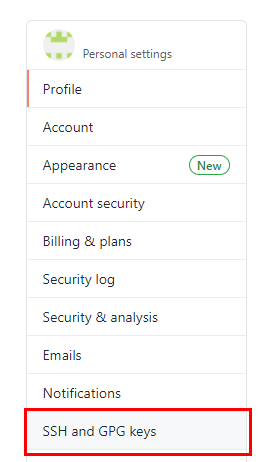 Personal settings
Profile
Account
Appearance New
Account security
Billing & plans
Security log
Security & analysis
Emails
Notifications
SSH and GPG keys